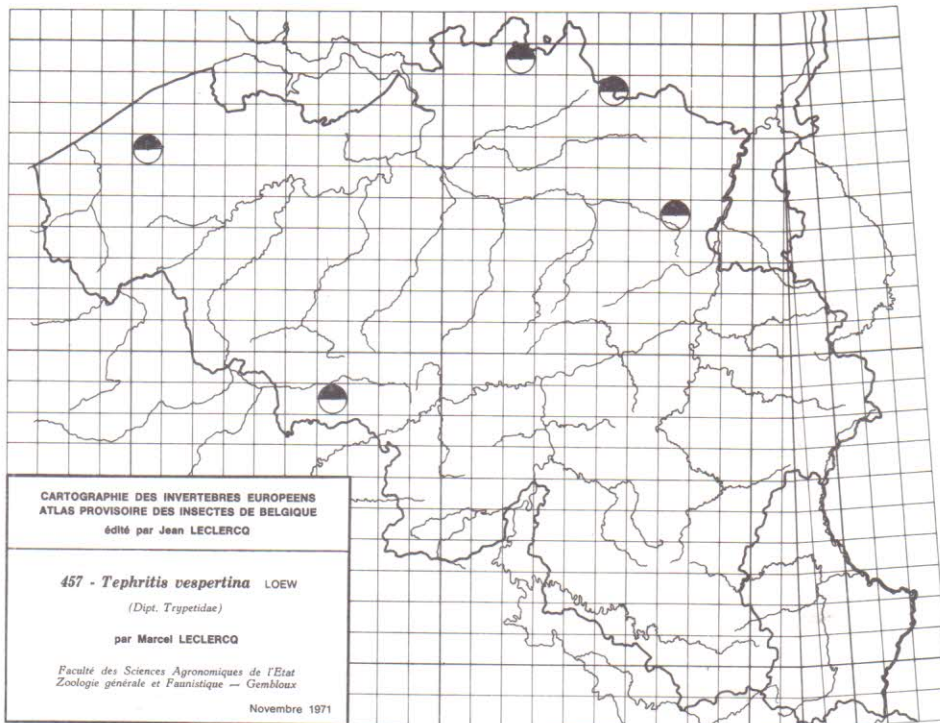 CARTOGRAPHIE DES INVERTEBRES EUROPEENS
ATLAS PROVISOIRE DES INSECTES DE BELGIQUE
édité par Jean LECLERCQ
457 - Tephritis vespertina LOEW
(Dipt. Trypetidae)
par Marcel LECLERCQ
Faculté des Sciences Agronomiques de l'Etat
Zoologie générale et Faunistique — Gembloux
Novembre 1971